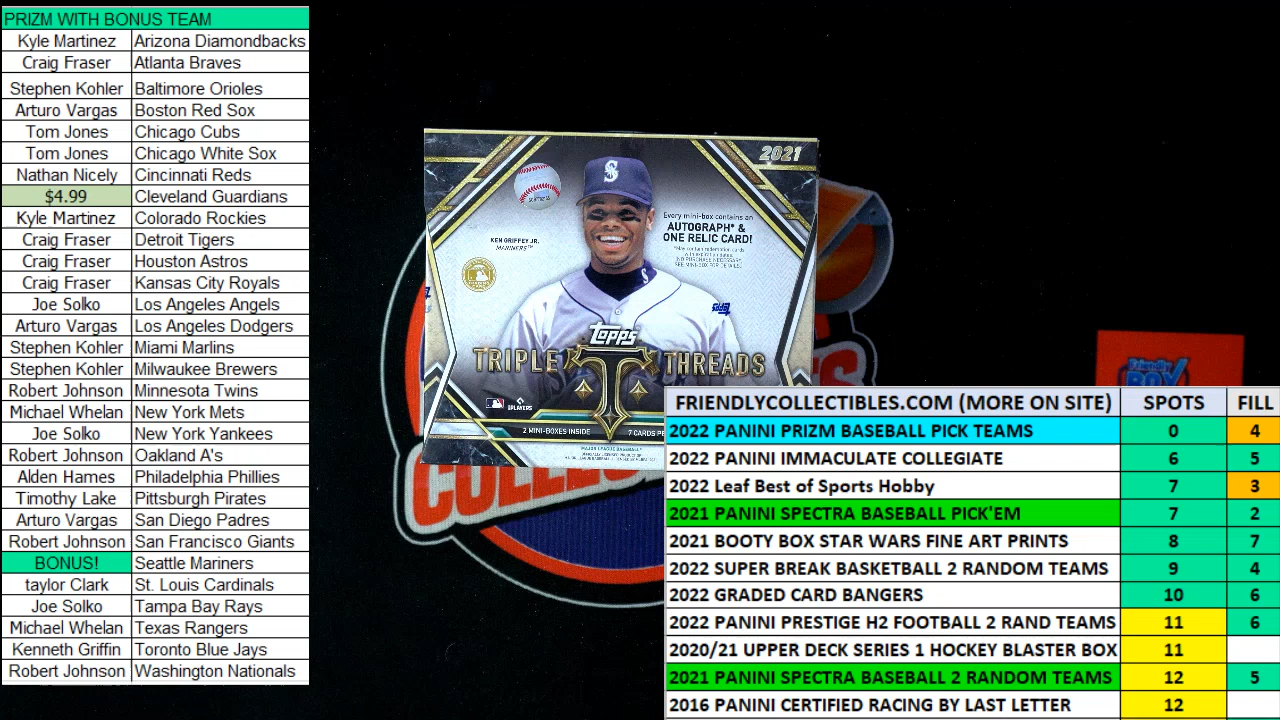 PRIZM WITH BONUS TEAM
Kyle Martinez Arizona Diamondbacks
Craig Fraser Atlanta Braves
Stephen Kohler Baltimore Orioles
Arturo Vargas Boston Red Sox
Tom Jones Chicago Cubs
Tom Jones Chicago White Sox
Nathan Nicely Cincinnati Reds
$4.99 Cleveland Guardians
Kyle Martinez Colorado Rockies
Craig Fraser Detroit Tigers
Craig Fraser Houston Astros
Craig Fraser Kansas City Royals
Joe Solko Los Angeles Angels
Arturo Vargas Los Angeles Dodgers
Stephen Kohler Miami Marlins
Stephen Kohler Milwaukee Brewers
Robert Johnson Minnesota Twins
Michael Whelan New York Mets
Joe Solko New York Yankees
Robert Johnson Oakland A's
Alden Hames Philadelphia Phillies
Timothy Lake Pittsburgh Pirates
Arturo Vargas San Diego Padres
Robert Johnson San Francisco Giants
BONUS! Seattle Mariners
taylor Clark St. Louis Cardinals
Joe Solko Tampa Bay Rays
Michael Whelan Texas Rangers
Kenneth Griffin Toronto Blue Jays
Robert Johnson Washington Nationals
2021
S
KEN GRIFFEY JR.
MARINERS™
Every mini-box contains an
AUTOGRAPH* &
ONE RELIC CARD!
topps
TRIPLE T THREADS
PLAYERS
2 MINI-BOXES INSIDE 7 CARDS PE
Friendly
BOX
FRIENDLYCOLLECTIBLES.COM (MORE ON SITE) SPOTS FILL
2022 PANINI PRIZM BASEBALL PICK TEAMS 0 4
2022 PANINI IMMACULATE COLLEGIATE 6 5
2022 Leaf Best of Sports Hobby 7 3
2021 PANINI SPECTRA BASEBALL PICK'EM 7 2
2021 BOOTY BOX STAR WARS FINE ART PRINTS 8 7
2022 SUPER BREAK BASKETBALL 2 RANDOM TEAMS 9 4
2022 GRADED CARD BANGERS 10 6
2022 PANINI PRESTIGE H2 FOOTBALL 2 RAND TEAMS 11 6
2020/21 UPPER DECK SERIES 1 HOCKEY BLASTER BOX 11
2021 PANINI SPECTRA BASEBALL 2 RANDOM TEAMS 12 5
2016 PANINI CERTIFIED RACING BY LAST LETTER 12